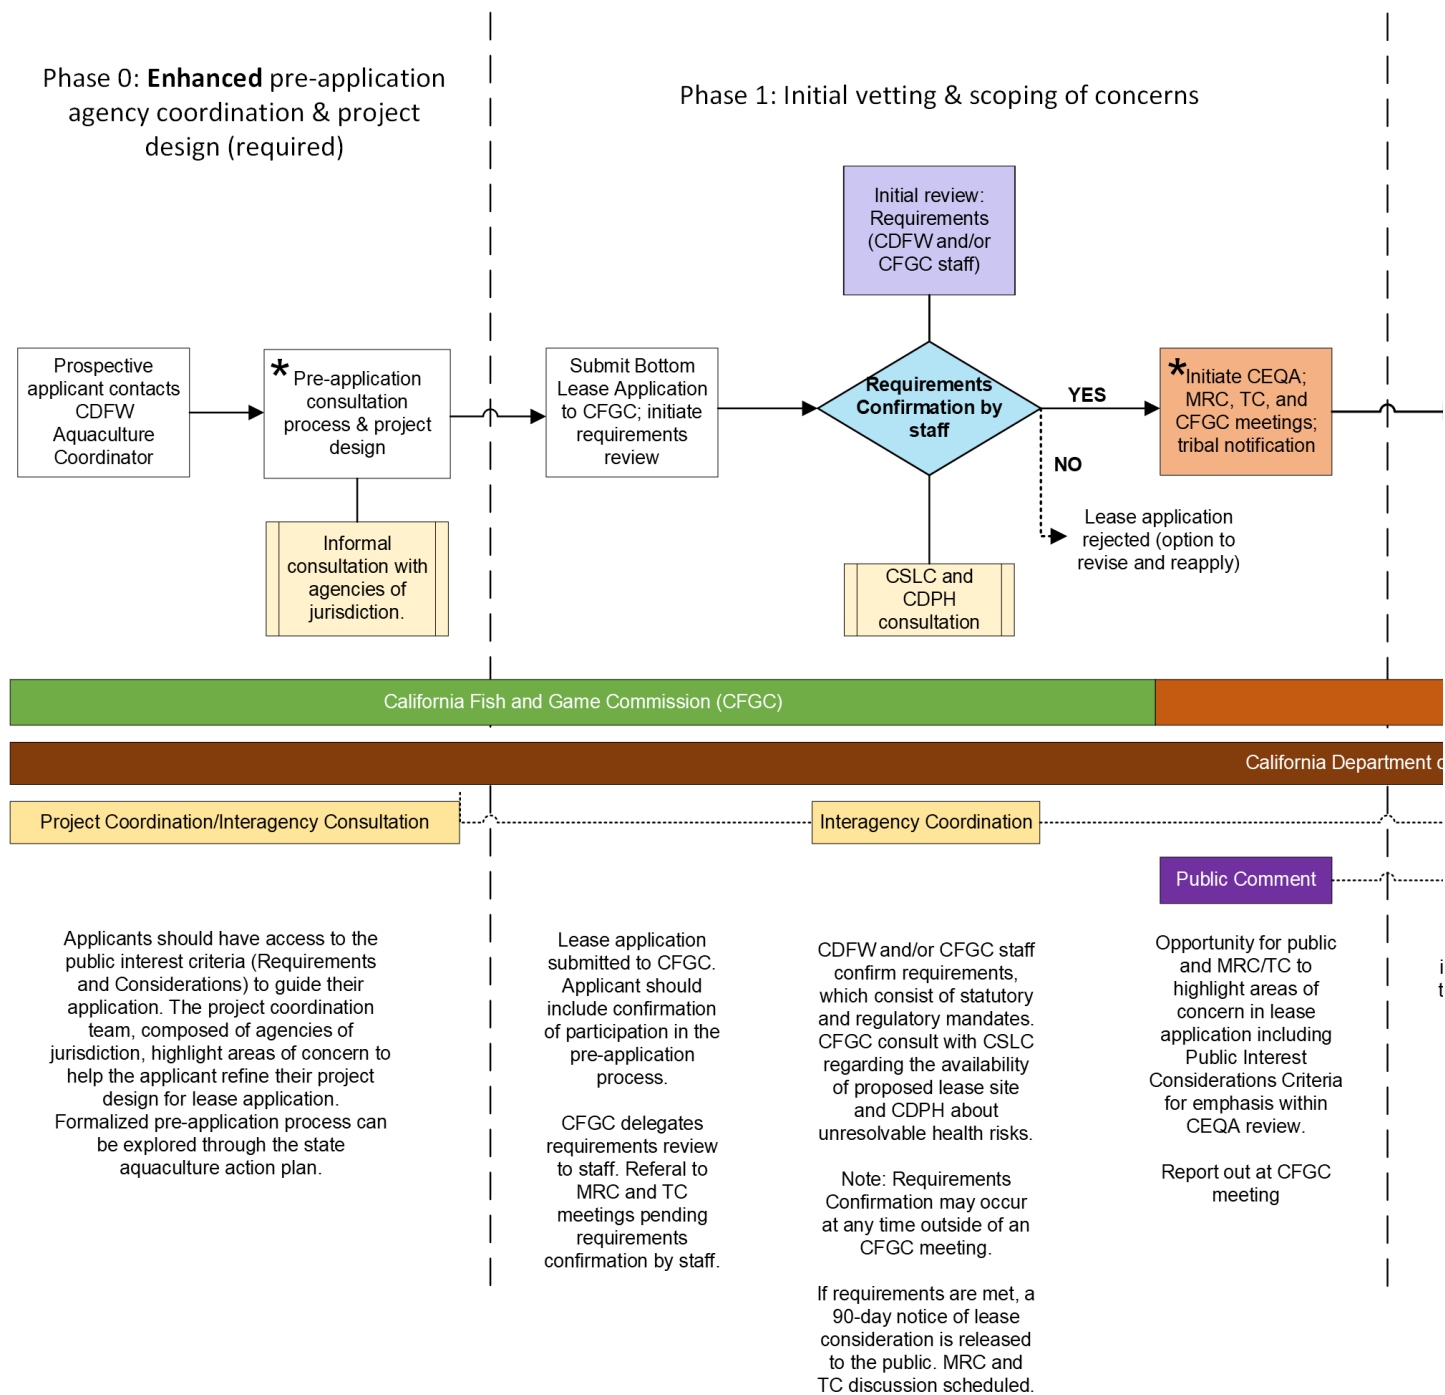 Phase 0: Enhanced pre-application
agency coordination & project
design (required)
Phase 1: Initial vetting & scoping of concerns
Initial review:
Requirements
(CDFW and/or
CFGC staff)
Prospective
applicant contacts
CDFW
Aquaculture
Coordinator
*
Pre-application
consultation
process & project
design
Submit Bottom
Lease Application
to CFGC; initiate
requirements
review
Requirements
Confirmation by
staff
YES
NO
*
Initiate CEQA;
MRC, TC, and
CFGC meetings;
tribal notification
Lease application
rejected (option to
revise and reapply)
Informal
consultation with
agencies of
jurisdiction.
CSLC and
CDPH
consultation
California Fish and Game Commission (CFGC)
California Department
Project Coordination/Interagency Consultation
Interagency Coordination
Public Comment
Applicants should have access to the
public interest criteria (Requirements
and Considerations) to guide their
application. The project coordination
team, composed of agencies of
jurisdiction, highlight areas of concern to
help the applicant refine their project
design for lease application.
Formalized pre-application process can
be explored through the state
aquaculture action plan.
Lease application
submitted to CFGC.
Applicant should
include confirmation
of participation in the
pre-application
process.
CFGC delegates
requirements review
to staff. Referal to
MRC and TC
meetings pending
requirements
confirmation by staff.
CDFW and/or CFGC staff
confirm requirements,
which consist of statutory
and regulatory mandates.
CFGC consult with CSLC
regarding the availability
of proposed lease site
and CDPH about
unresolvable health risks.
Note: Requirements
Confirmation may occur
at any time outside of an
CFGC meeting.
If requirements are met, a
90-day notice of lease
consideration is released
to the public. MRC and
TC discussion scheduled.
Opportunity for public
and MRC/TC to
highlight areas of
concern in lease
application including
Public Interest
Considerations Criteria
for emphasis within
CEQA review.
Report out at CFGC
meeting